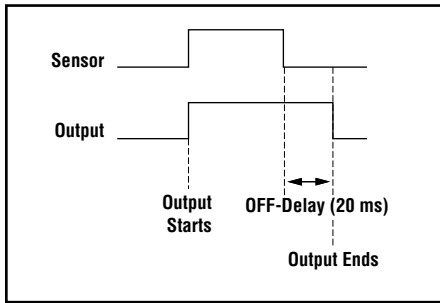 Sensor
Output
Output
Starts
OFF-Delay (20 ms)
Output Ends